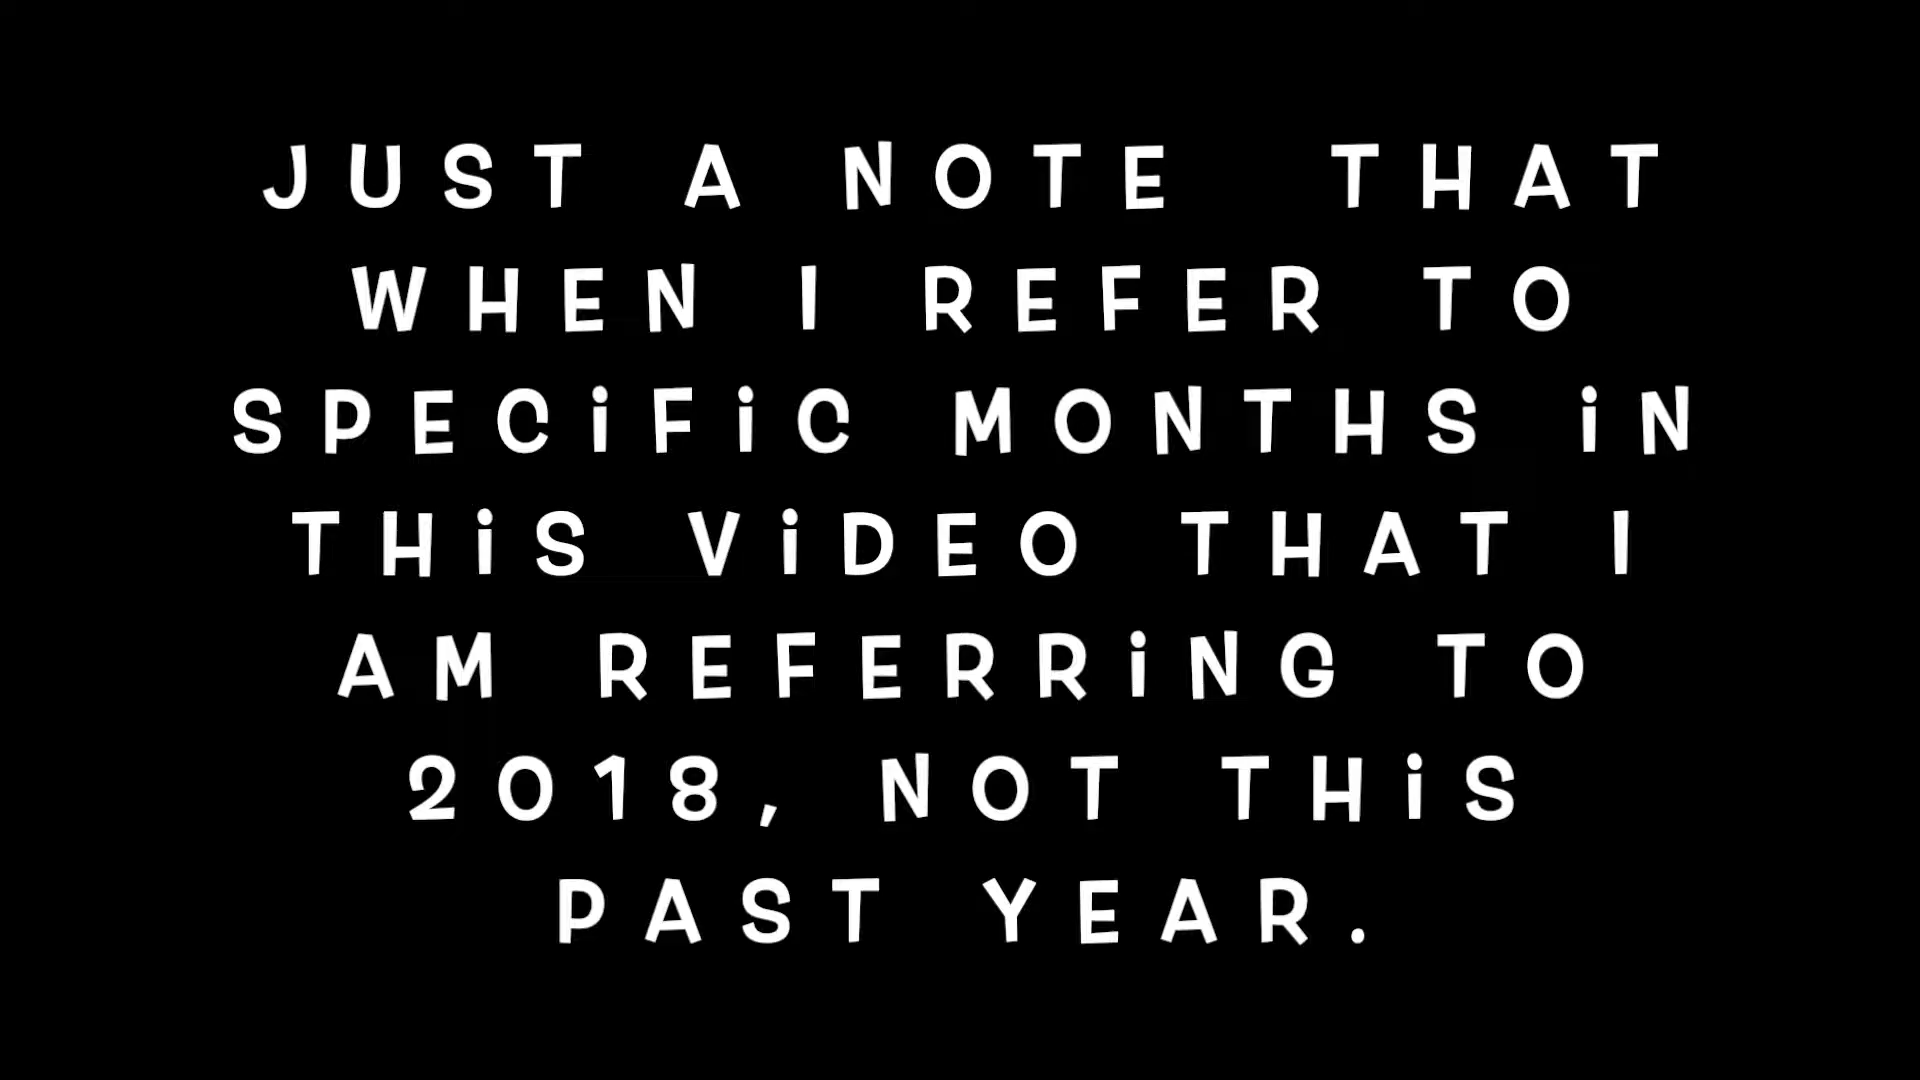 JUST A NOTE THAT
WHEN I REFER TO
SPECiFiC MONTHS iN
THiS ViDEO THAT I
AM REFERRiNG TO
2018, NOT THiS
PAST YEAR.